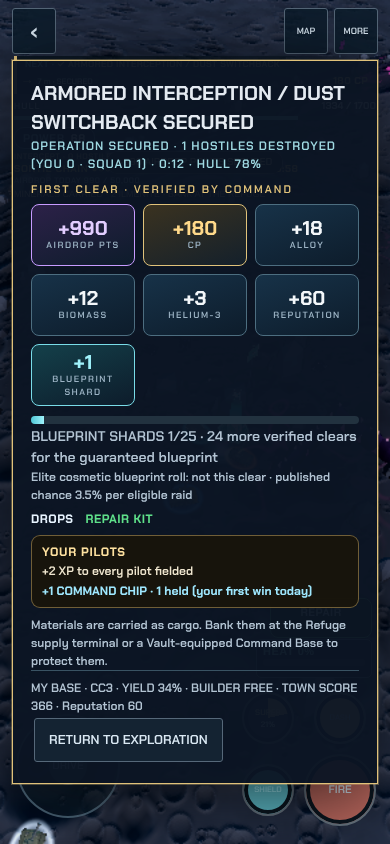 ‹
MAP
MORE
ARMORED INTERCEPTION / DUST
SWITCHBACK SECURED
OPERATION SECURED · 1 HOSTILES DESTROYED
(YOU 0 · SQUAD 1) · 0:12 · HULL 78%
FIRST CLEAR · VERIFIED BY COMMAND
+990
AIRDROP PTS
+180
CP
+18
ALLOY
+12
BIOMASS
+3
HELIUM-3
+60
REPUTATION
+1
BLUEPRINT
SHARD
BLUEPRINT SHARDS 1/25 · 24 more verified clears
for the guaranteed blueprint
Elite cosmetic blueprint roll: not this clear · published
chance 3.5% per eligible raid
DROPS REPAIR KIT
YOUR PILOTS
+2 XP to every pilot fielded
+1 COMMAND CHIP · 1 held (your first win today)
Materials are carried as cargo. Bank them at the Refuge
supply terminal or a Vault-equipped Command Base to
protect them.
MY BASE · CC3 · YIELD 34% · BUILDER FREE · TOWN SCORE
366 · Reputation 60
RETURN TO EXPLORATION
SHIELD
FIRE